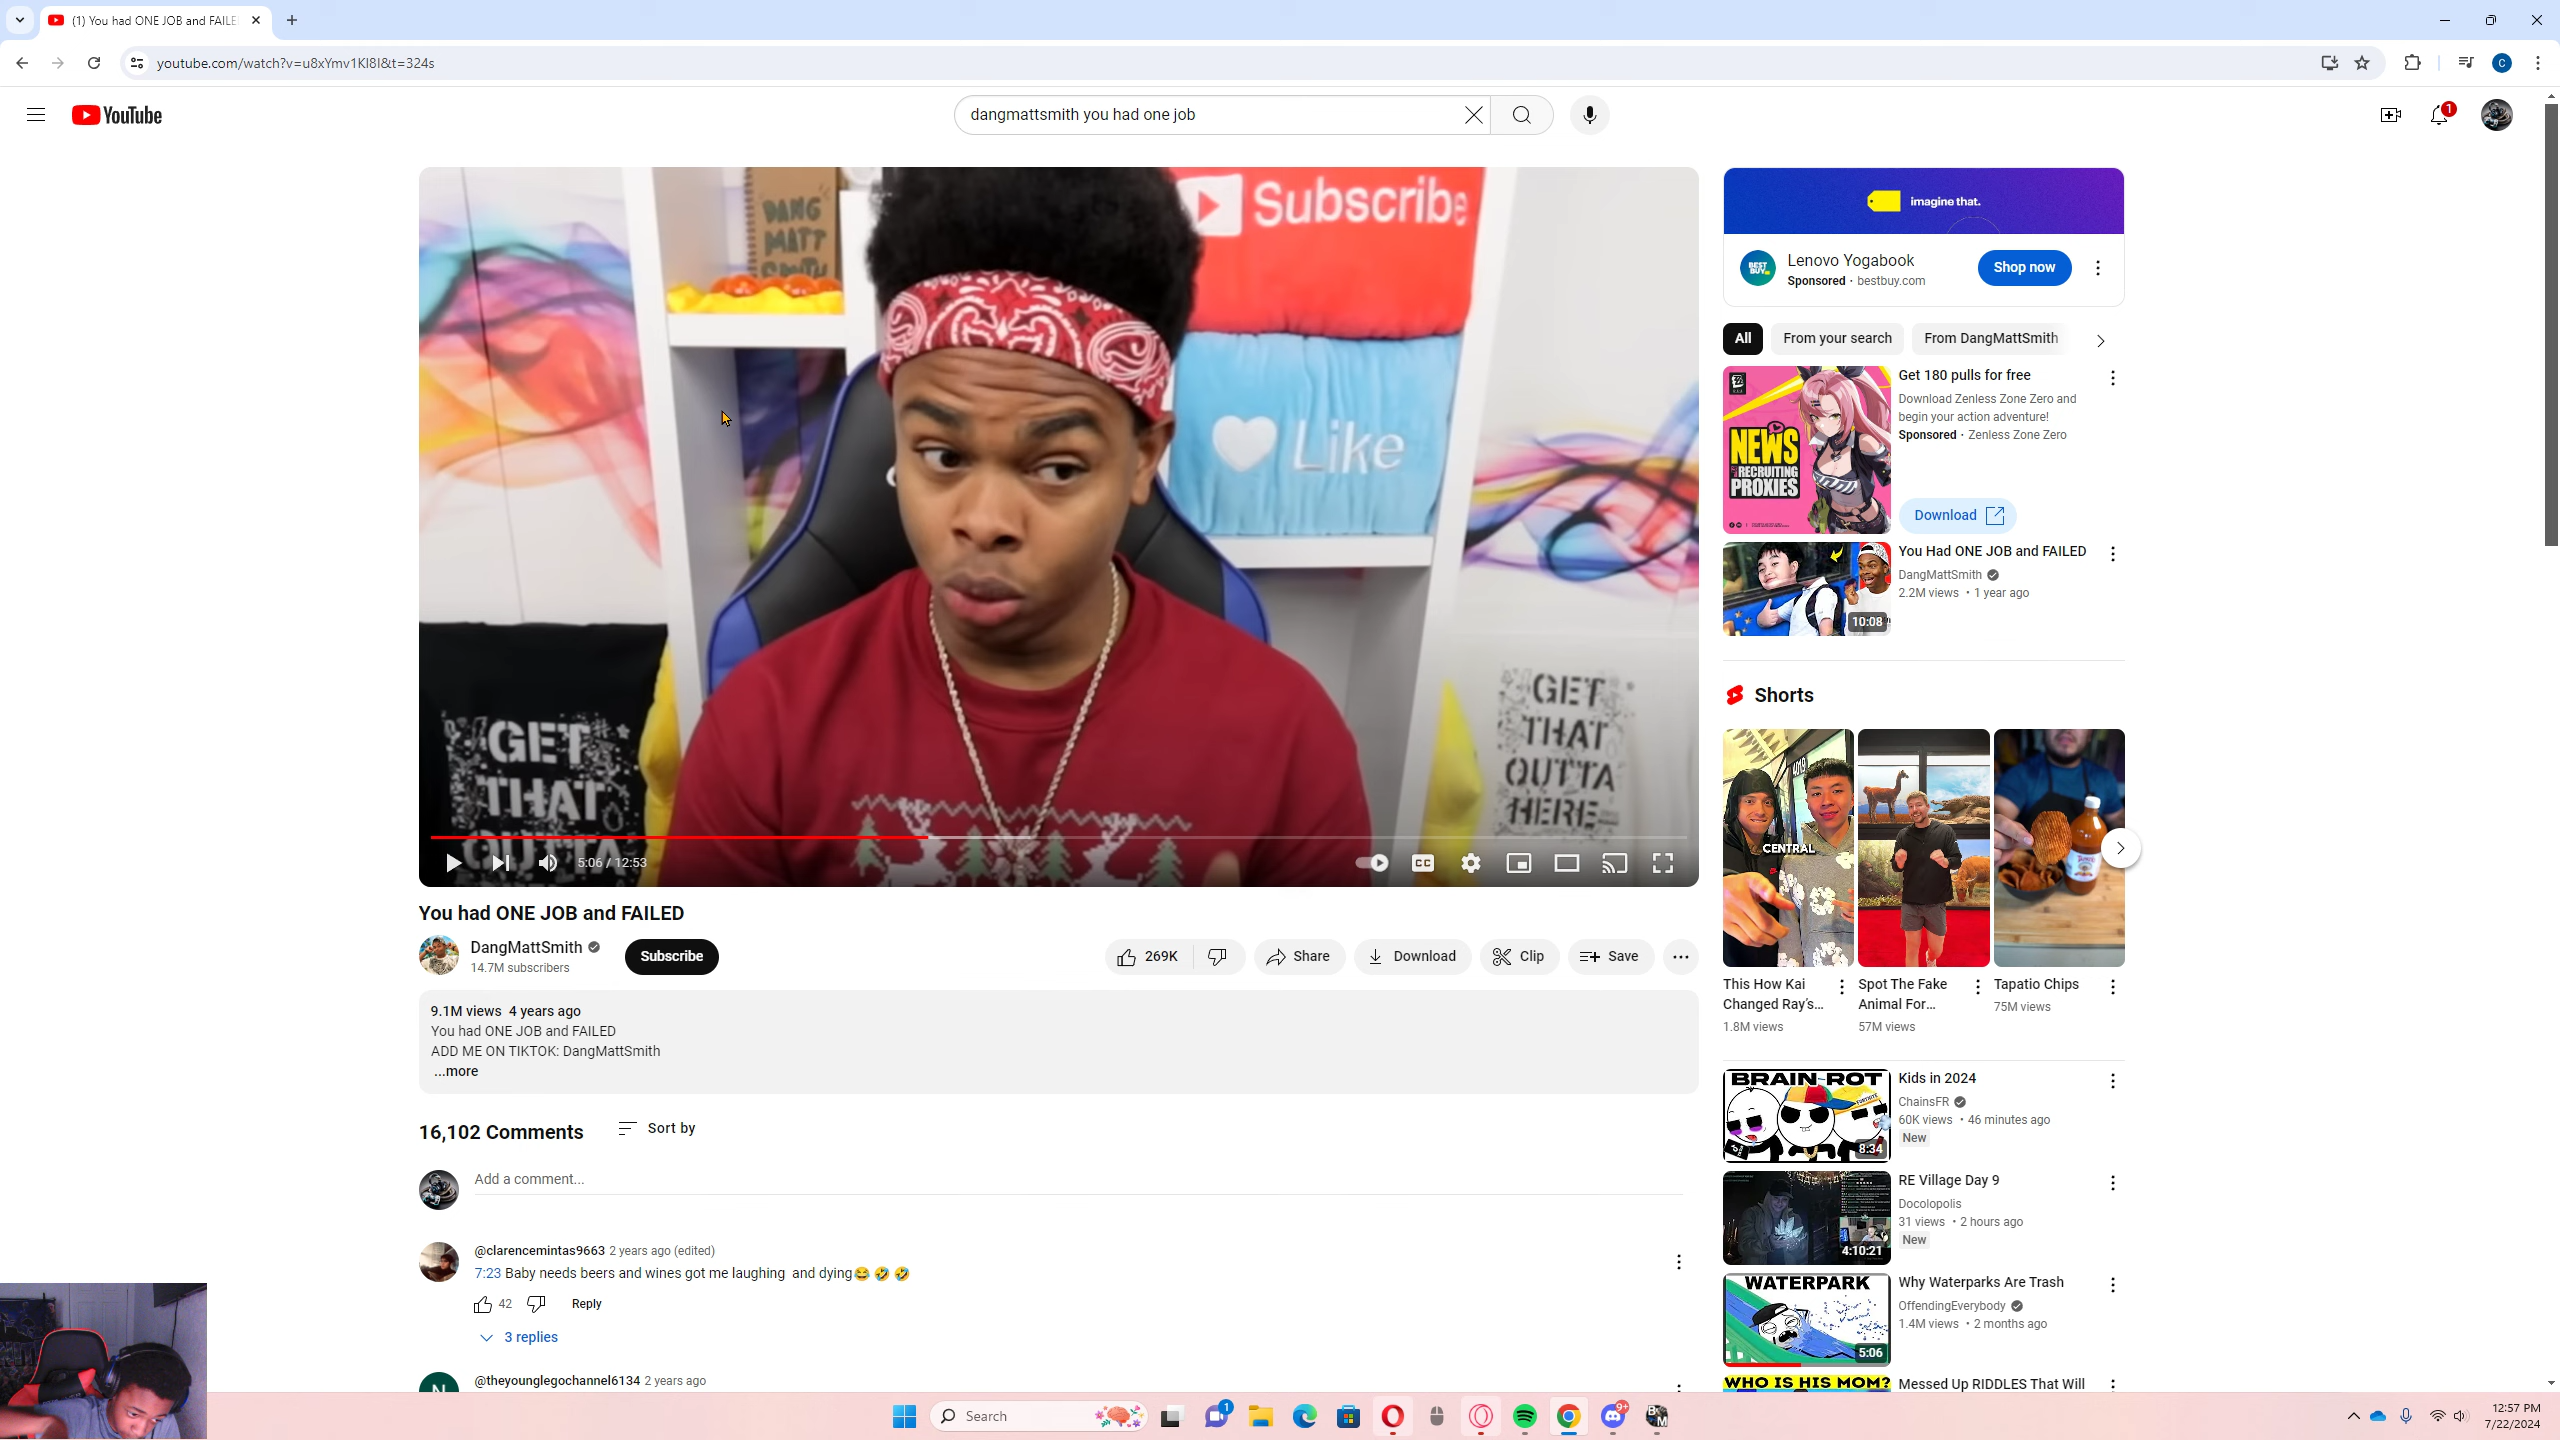 (1) You had ONE JOB and FAILE
youtube.com/watch?v=u8xYmv1KI8I&t=324s
C
YouTube
dangmattsmith you had one job
1
DANG
MATT
SMITH
Subscribe
Like
GET
THAT
OUTTA
GET
THAT
OUTTA
HERE
5:06 / 12:53
CC
You had ONE JOB and FAILED
DangMattSmith
14.7M subscribers
Subscribe
269K
Share
Download
Clip
Save
9.1M views 4 years ago
You had ONE JOB and FAILED
ADD ME ON TIKTOK: DangMattSmith
...more
16,102 Comments
Sort by
Add a comment...
@clarencemintas9663 2 years ago (edited)
7:23 Baby needs beers and wines got me laughing and dying😂 🤣 🤣
42
Reply
3 replies
N
@theyounglegochannel6134 2 years ago
imagine that.
BEST BUY
Lenovo Yogabook
Sponsored · bestbuy.com
Shop now
All
From your search
From DangMattSmith
NEWS
RECRUITING
PROXIES
Get 180 pulls for free
Download Zenless Zone Zero and
begin your action adventure!
Sponsored · Zenless Zone Zero
Download
10:08
You Had ONE JOB and FAILED
DangMattSmith
2.2M views • 1 year ago
Shorts
4019
CENTRAL
This How Kai
Changed Ray's...
1.8M views
Spot The Fake
Animal For...
57M views
Tapatio Chips
75M views
BRAIN-ROT
8:34
Kids in 2024
ChainsFR
60K views • 46 minutes ago
New
4:10:21
RE Village Day 9
Docolopolis
31 views • 2 hours ago
New
WATERPARK
5:06
Why Waterparks Are Trash
OffendingEverybody
1.4M views • 2 months ago
WHO IS HIS MOM?
Messed Up RIDDLES That Will
Search
1
9+
12:57 PM
7/22/2024